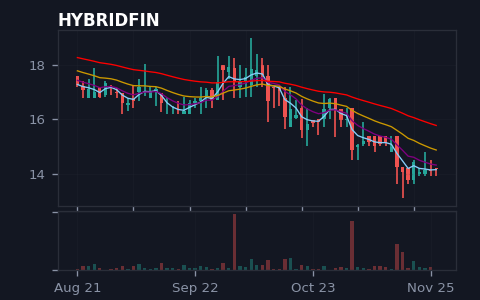 HYBRIDFIN
18
16
14
Aug 21
Sep 22
Oct 23
Nov 25